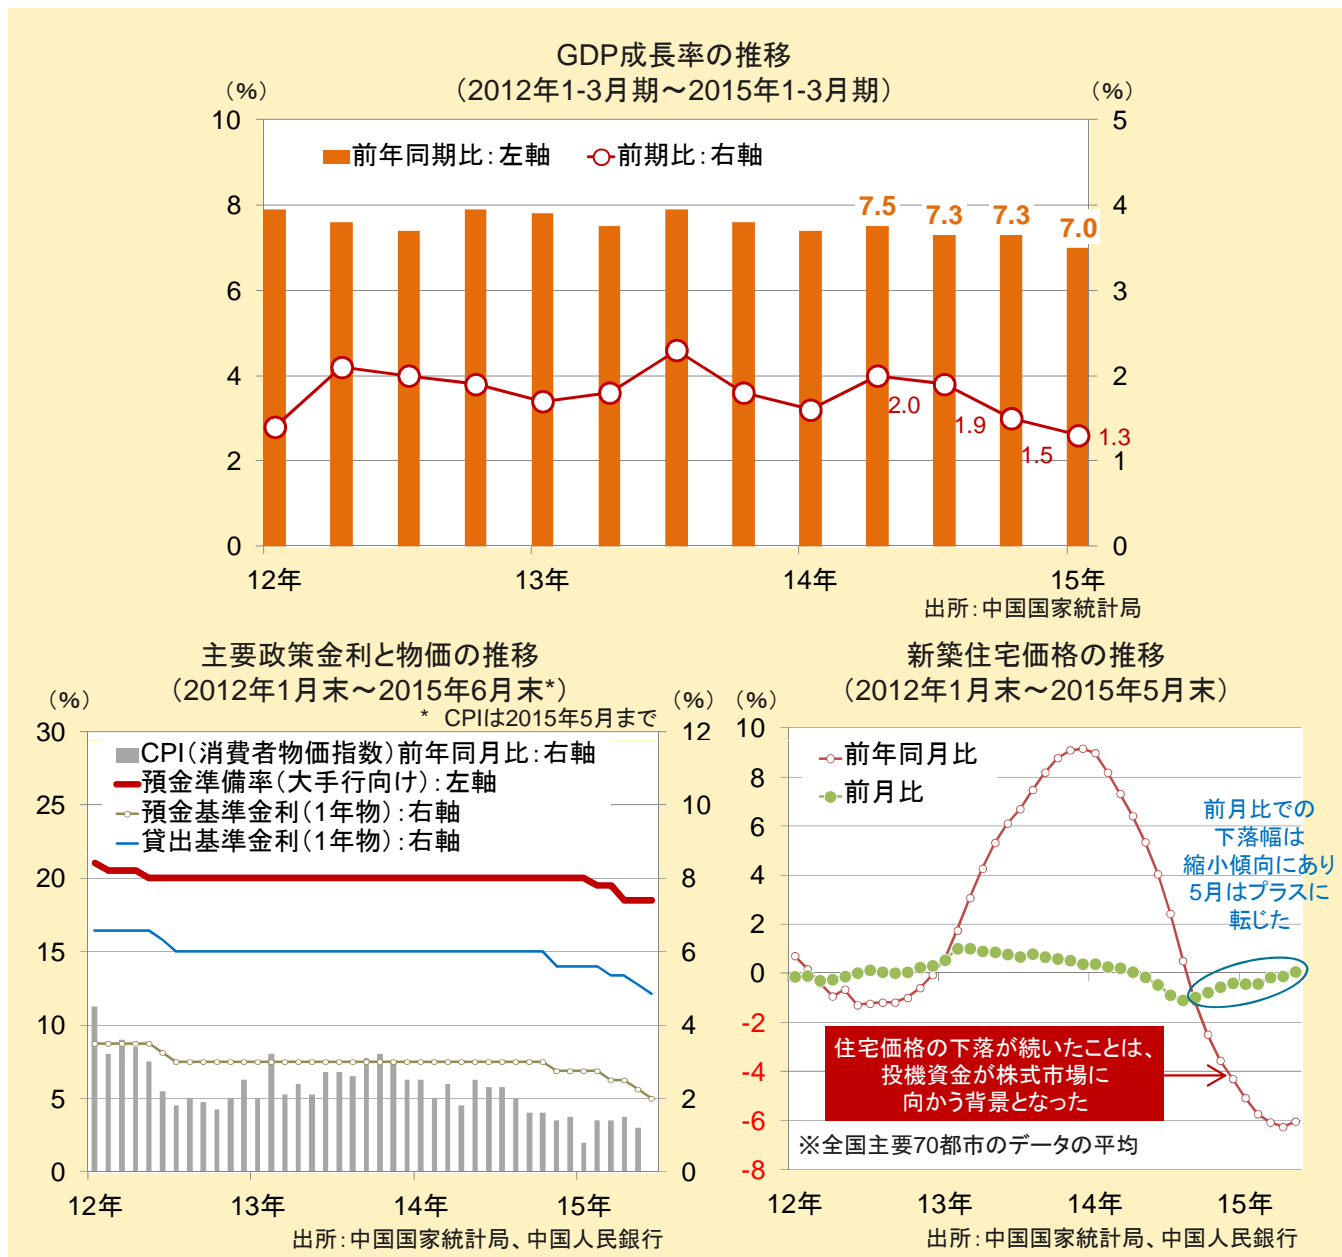 GDP成長率の推移
（2012年1-3月期～2015年1-3月期）
（%）
（%）
10
8
6
4
2
0
5
4
3
2
1
0
前年同期比：左軸
前期比：右軸
7.5
7.3
7.3
7.0
2.0
1.9
1.5
1.3
12年
13年
14年
15年
出所：中国国家統計局
主要政策金利と物価の推移
（2012年1月末～2015年6月末*）
（%）
（%）
* CPIは2015年5月まで
30
25
20
15
10
5
0
12
10
8
6
4
2
0
CPI（消費者物価指数）前年同月比：右軸
預金準備率（大手行向け）：左軸
預金基準金利（1年物）：右軸
貸出基準金利（1年物）：右軸
12年
13年
14年
15年
出所：中国国家統計局、中国人民銀行
新築住宅価格の推移
（2012年1月末～2015年5月末）
（%）
10
8
6
4
2
0
-2
-4
-6
-8
前年同月比
前月比
前月比での
下落幅は
縮小傾向にあり
5月はプラスに
転じた
住宅価格の下落が続いたことは、
投機資金が株式市場に
向かう背景となった
※全国主要70都市のデータの平均
12年
13年
14年
15年
出所：中国国家統計局、中国人民銀行